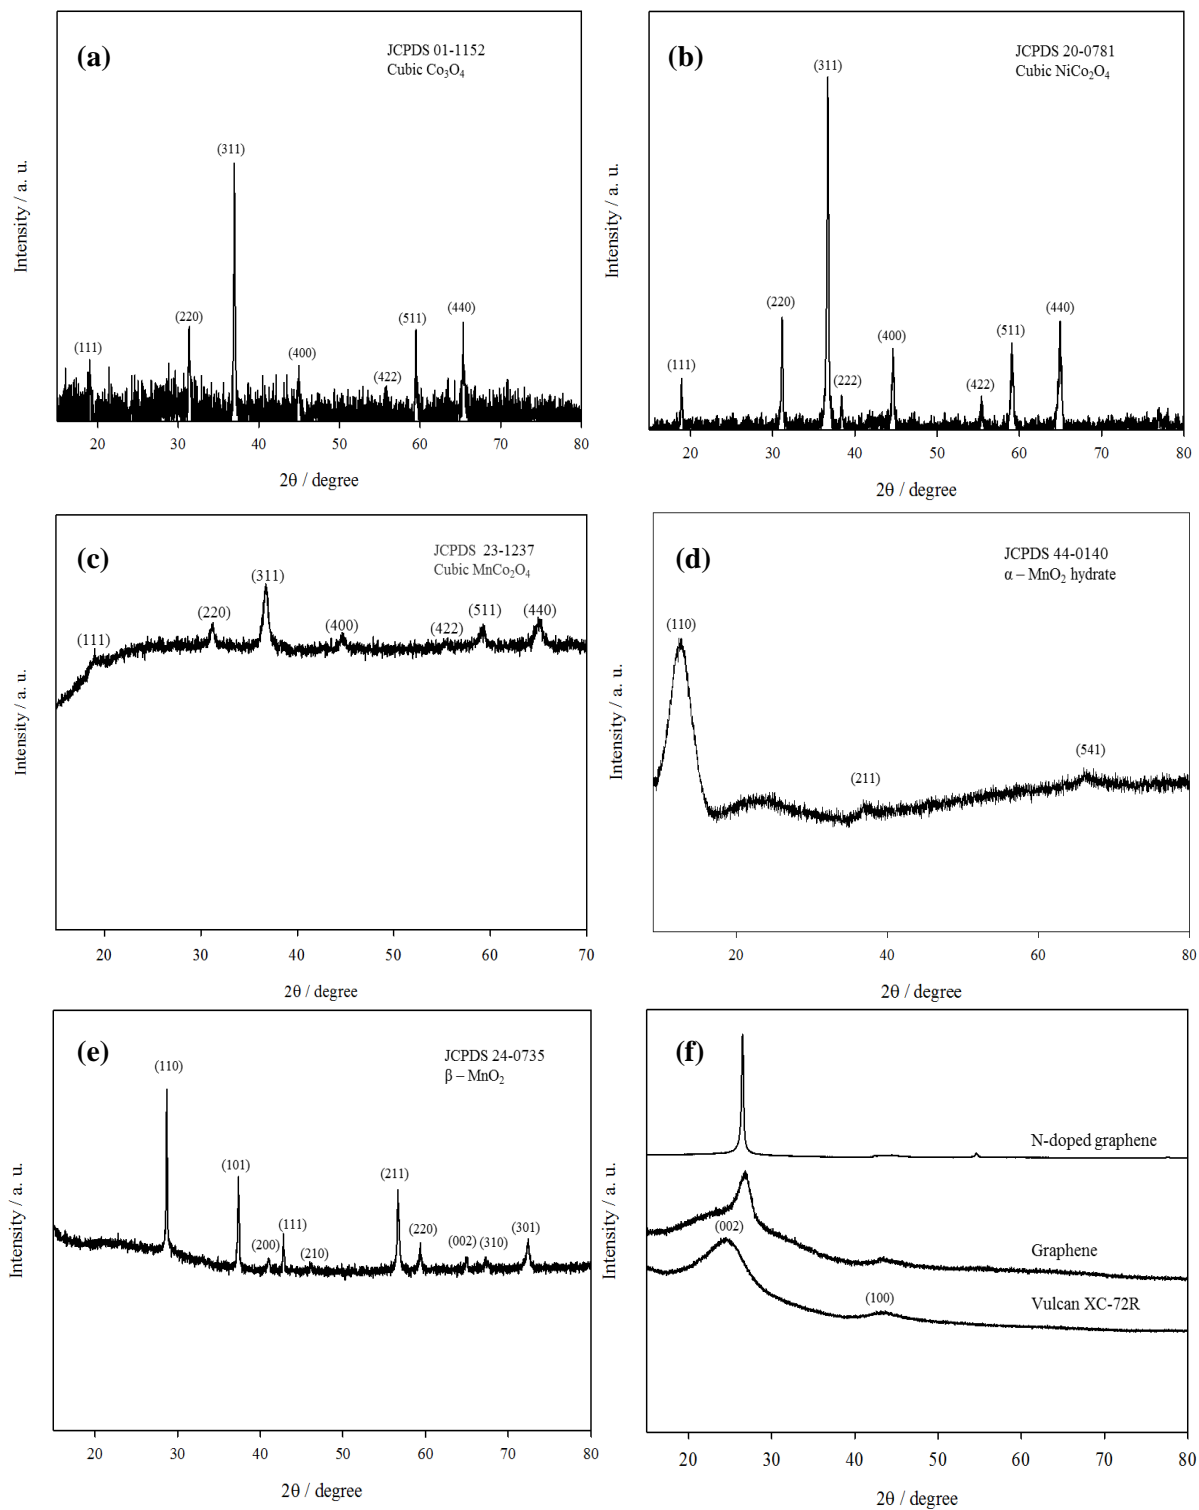 (a)
JCPDS 01-1152
Cubic Co₃O₄
(111)
(220)
(311)
(400)
(422)
(511)
(440)
Intensity / a. u.
20
30
40
50
60
70
80
2θ / degree
(b)
JCPDS 20-0781
Cubic NiCo₂O₄
(111)
(220)
(311)
(222)
(400)
(422)
(511)
(440)
Intensity / a. u.
20
30
40
50
60
70
80
2θ / degree
(c)
JCPDS 23-1237
Cubic MnCo₂O₄
(111)
(220)
(311)
(400)
(422)
(511)
(440)
Intensity / a. u.
20
30
40
50
60
70
2θ / degree
(d)
JCPDS 44-0140
α – MnO₂ hydrate
(110)
(211)
(541)
Intensity / a. u.
20
40
60
80
2θ / degree
(e)
JCPDS 24-0735
β – MnO₂
(110)
(101)
(200)
(111)
(210)
(211)
(220)
(002)
(310)
(301)
Intensity / a. u.
20
30
40
50
60
70
80
2θ / degree
(f)
N-doped graphene
Graphene
(002)
Vulcan XC-72R
(100)
Intensity / a. u.
20
30
40
50
60
70
80
2θ / degree